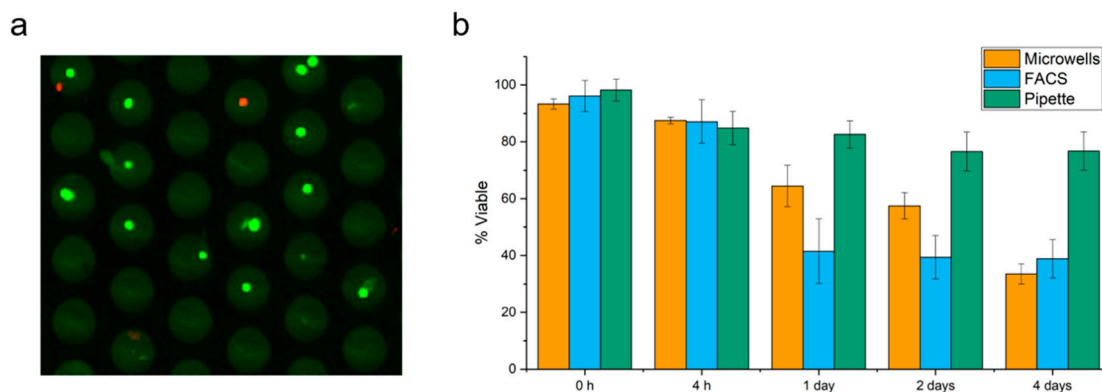 a
b
Microwells
FACS
Pipette
100
80
60
40
20
0
% Viable
0 h
4 h
1 day
2 days
4 days